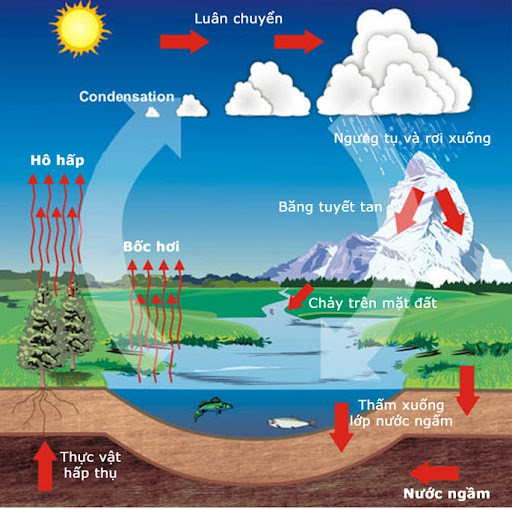 Luân chuyển
Condensation
Ngưng tụ và rơi xuống
Hô hấp
Băng tuyết tan
Bốc hơi
Chảy trên mặt đất
Thấm xuống
lớp nước ngấm
Thực vật
hấp thụ
Nước ngầm